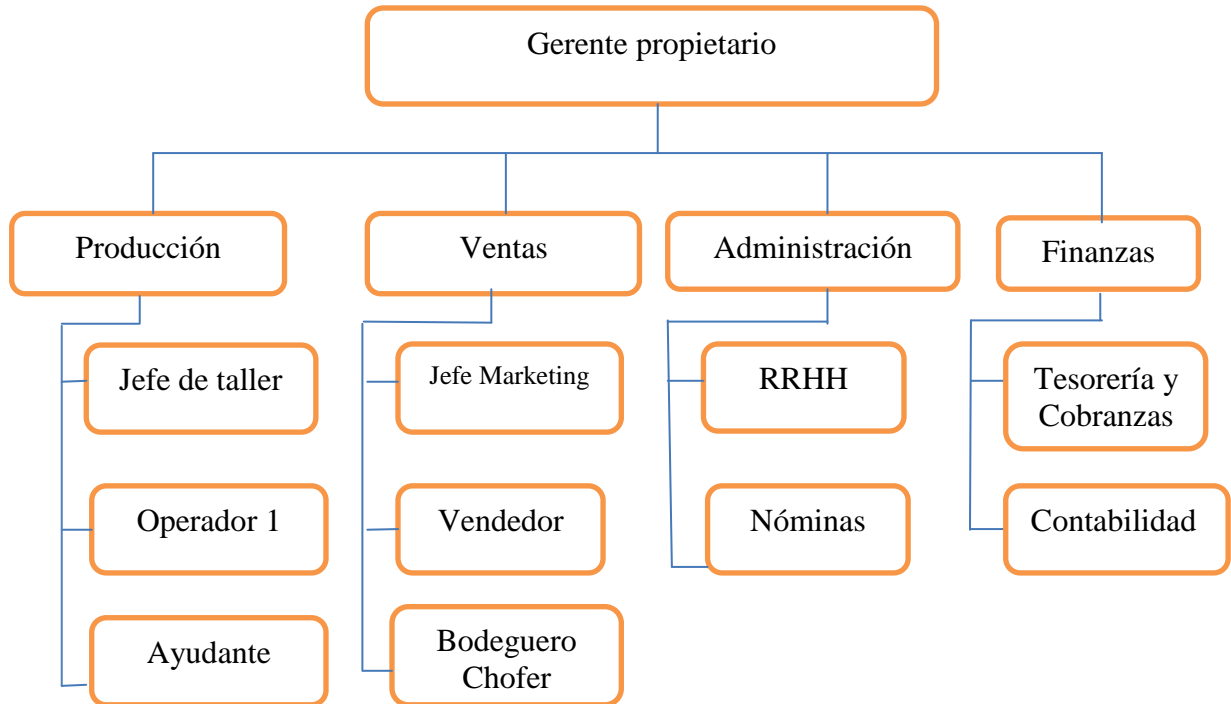 Gerente propietario
Producción
Ventas
Administración
Finanzas
Jefe de taller
Jefe Marketing
RRHH
Tesorería y
Cobranzas
Operador 1
Vendedor
Nóminas
Contabilidad
Ayudante
Bodeguero
Chofer